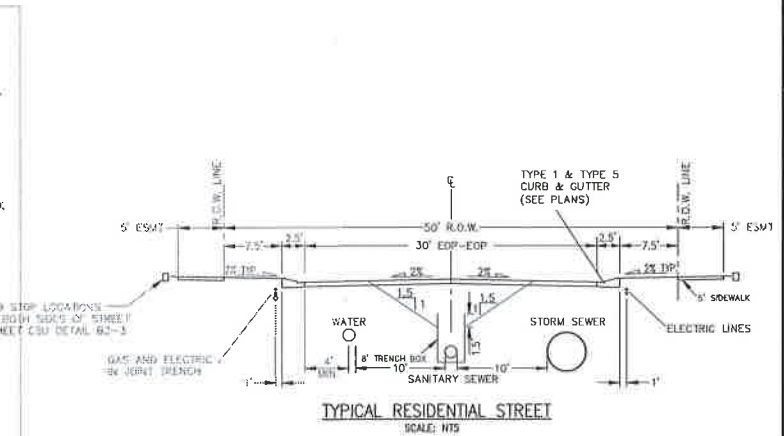 R.O.W. LINE
R.O.W. LINE
℄
TYPE 1 & TYPE 5
CURB & GUTTER
(SEE PLANS)
5' ESMT
50' R.O.W.
5' ESMT
7.5'
2.5'
30' EOP-EOP
2.5'
7.5'
2% TYP
2%
2%
2% TYP
1.5
1
1.5
5' SIDEWALK
STOP LOCATIONS
BOTH SIDES OF STREET
MEET CSU DETAIL B2-3
WATER
STORM SEWER
ELECTRIC LINES
GAS AND ELECTRIC
IN JOINT TRENCH
4'
MIN
8' TRENCH BOX
1.5
10'
10'
SANITARY SEWER
1'
1'
TYPICAL RESIDENTIAL STREET
SCALE: NTS